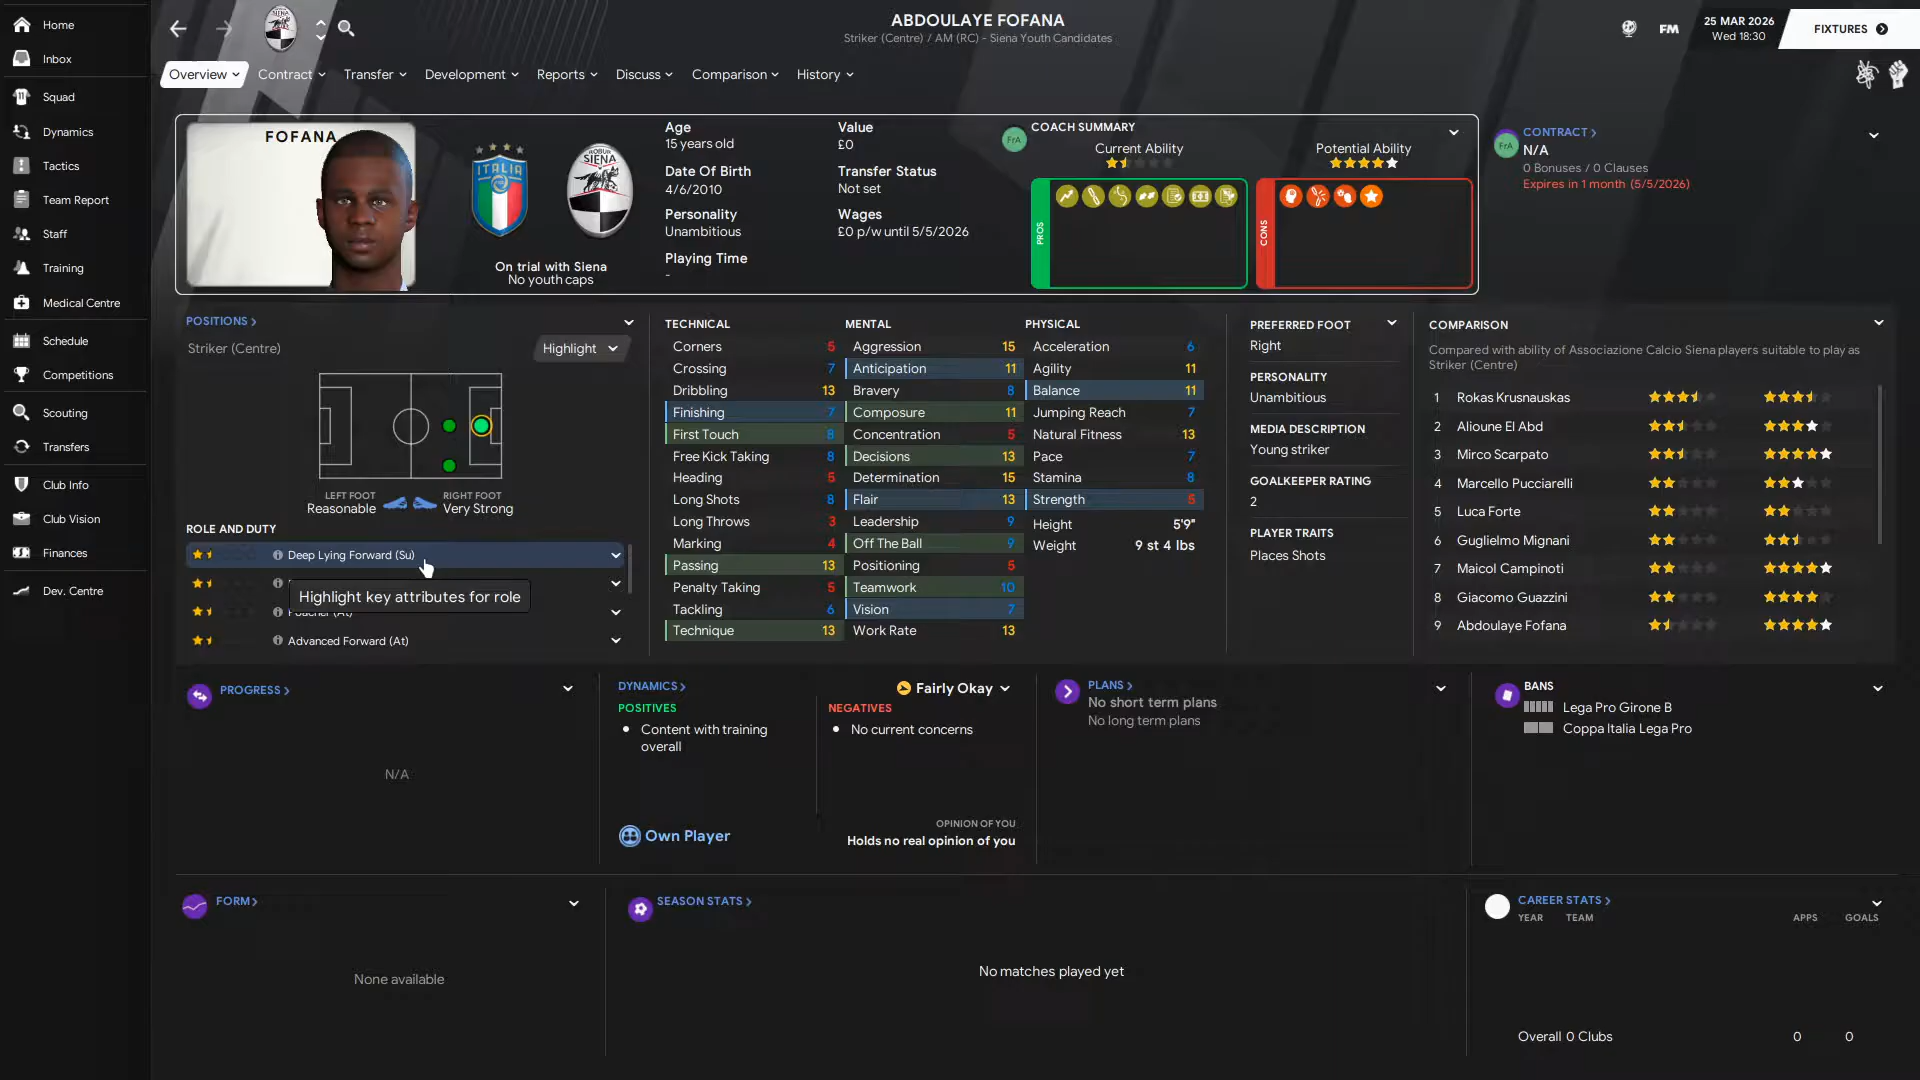 Home
Inbox
Squad
Dynamics
Tactics
Team Report
Staff
Training
Medical Centre
Schedule
Competitions
Scouting
Transfers
Club Info
Club Vision
Finances
Dev. Centre
ABDOULAYE FOFANA
Striker (Centre) / AM (RC) - Siena Youth Candidates
FM
25 MAR 2026
Wed 18:30
FIXTURES
Overview
Contract
Transfer
Development
Reports
Discuss
Comparison
History
FOFANA
ITALIA
ROBUR
SIENA
On trial with Siena
No youth caps
Age
15 years old
Date Of Birth
4/6/2010
Personality
Unambitious
Playing Time
-
Value
£0
Transfer Status
Not set
Wages
£0 p/w until 5/5/2026
FrA
COACH SUMMARY
Current Ability
Potential Ability
PROS
CONS
FrA
CONTRACT >
N/A
0 Bonuses / 0 Clauses
Expires in 1 month (5/5/2026)
POSITIONS >
Striker (Centre)
Highlight
LEFT FOOT
Reasonable
RIGHT FOOT
Very Strong
ROLE AND DUTY
Deep Lying Forward (Su)
Highlight key attributes for role
Poacher (At)
Advanced Forward (At)
TECHNICAL
Corners 5
Crossing 7
Dribbling 13
Finishing 7
First Touch 8
Free Kick Taking 8
Heading 5
Long Shots 8
Long Throws 3
Marking 4
Passing 13
Penalty Taking 5
Tackling 6
Technique 13
MENTAL
Aggression 15
Anticipation 11
Bravery 8
Composure 11
Concentration 5
Decisions 13
Determination 15
Flair 13
Leadership 9
Off The Ball 9
Positioning 5
Teamwork 10
Vision 7
Work Rate 13
PHYSICAL
Acceleration 6
Agility 11
Balance 11
Jumping Reach 7
Natural Fitness 13
Pace 7
Stamina 8
Strength 5
Height 5'9"
Weight 9 st 4 lbs
PREFERRED FOOT
Right
PERSONALITY
Unambitious
MEDIA DESCRIPTION
Young striker
GOALKEEPER RATING
2
PLAYER TRAITS
Places Shots
COMPARISON
Compared with ability of Associazione Calcio Siena players suitable to play as
Striker (Centre)
1 Rokas Krusnauskas
2 Alioune El Abd
3 Mirco Scarpato
4 Marcello Pucciarelli
5 Luca Forte
6 Guglielmo Mignani
7 Maicol Campinoti
8 Giacomo Guazzini
9 Abdoulaye Fofana
PROGRESS >
N/A
DYNAMICS >
Fairly Okay
POSITIVES
• Content with training
overall
NEGATIVES
• No current concerns
Own Player
OPINION OF YOU
Holds no real opinion of you
PLANS >
No short term plans
No long term plans
BANS
Lega Pro Girone B
Coppa Italia Lega Pro
FORM >
None available
SEASON STATS >
No matches played yet
CAREER STATS >
YEAR TEAM APPS GOALS
Overall 0 Clubs 0 0